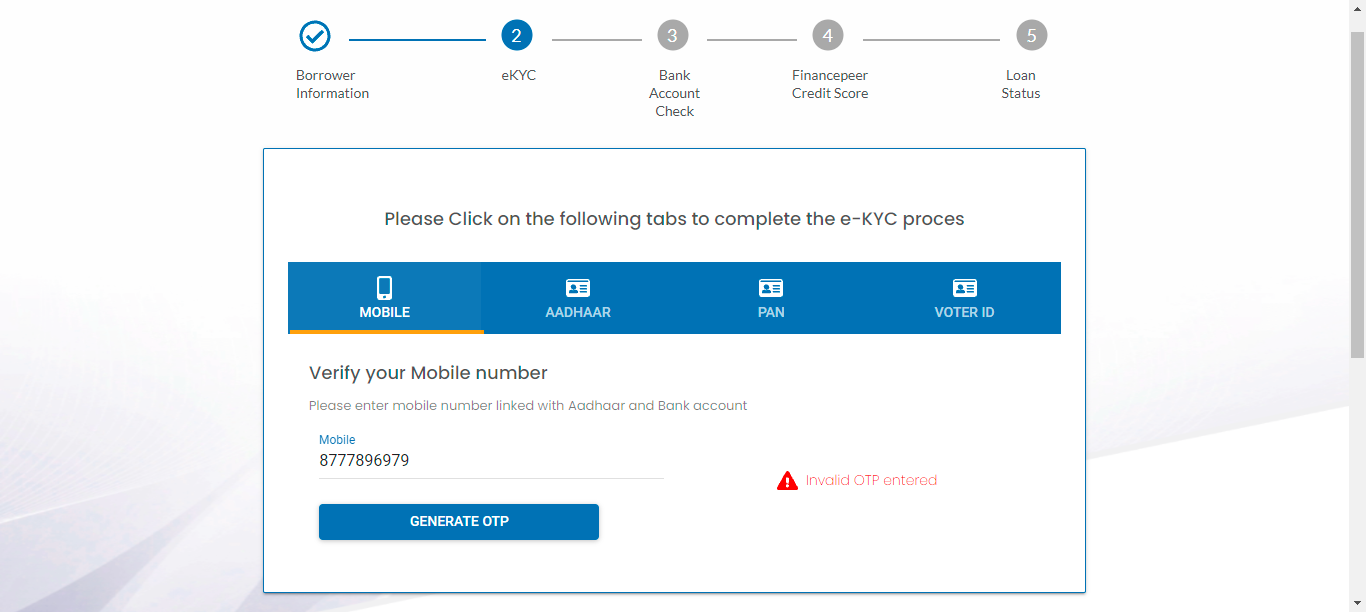 2
3
4
5
Borrower
Information
eKYC
Bank
Account
Check
Financepeer
Credit Score
Loan
Status
Please Click on the following tabs to complete the e-KYC proces
MOBILE
AADHAAR
PAN
VOTER ID
Verify your Mobile number
Please enter mobile number linked with Aadhaar and Bank account
Mobile
8777896979
Invalid OTP entered
GENERATE OTP